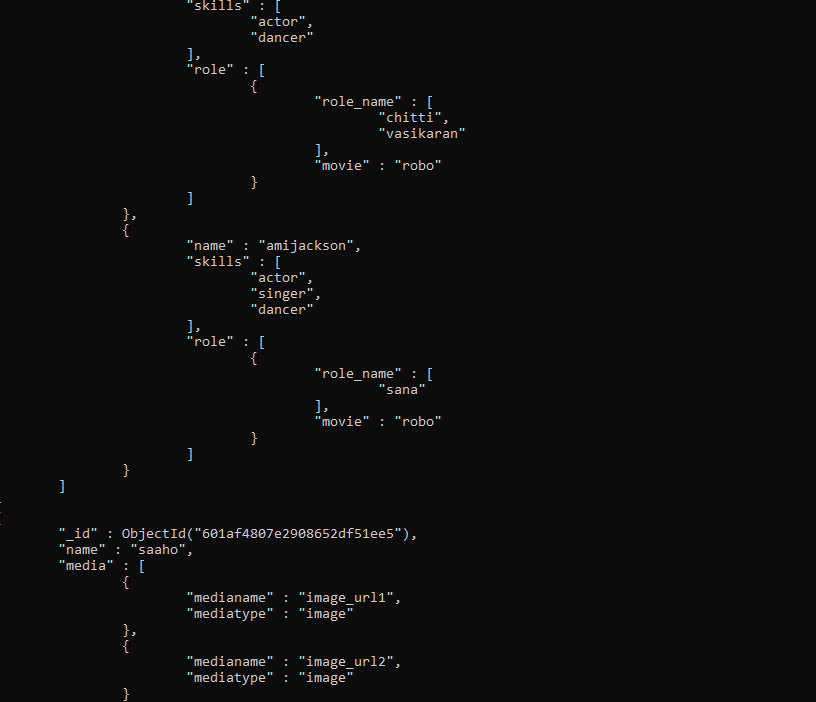 "skills" : [
"actor",
"dancer"
],
"role" : [
{
"role_name" : [
"chitti",
"vasikaran"
],
"movie" : "robo"
}
]
},
{
"name" : "amijackson",
"skills" : [
"actor",
"singer",
"dancer"
],
"role" : [
{
"role_name" : [
"sana"
],
"movie" : "robo"
}
]
}
]
"_id" : ObjectId("601af4807e2908652df51ee5"),
"name" : "saaho",
"media" : [
{
"medianame" : "image_url1",
"mediatype" : "image"
},
{
"medianame" : "image_url2",
"mediatype" : "image"
}